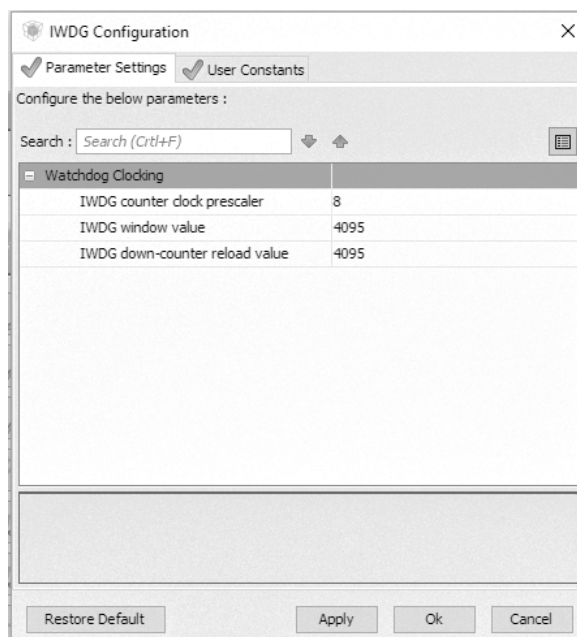 IWDG Configuration
Parameter Settings
User Constants
Configure the below parameters :
Search : Search (Crtl+F)
Watchdog Clocking
IWDG counter clock prescaler 8
IWDG window value 4095
IWDG down-counter reload value 4095
Restore Default Apply Ok Cancel